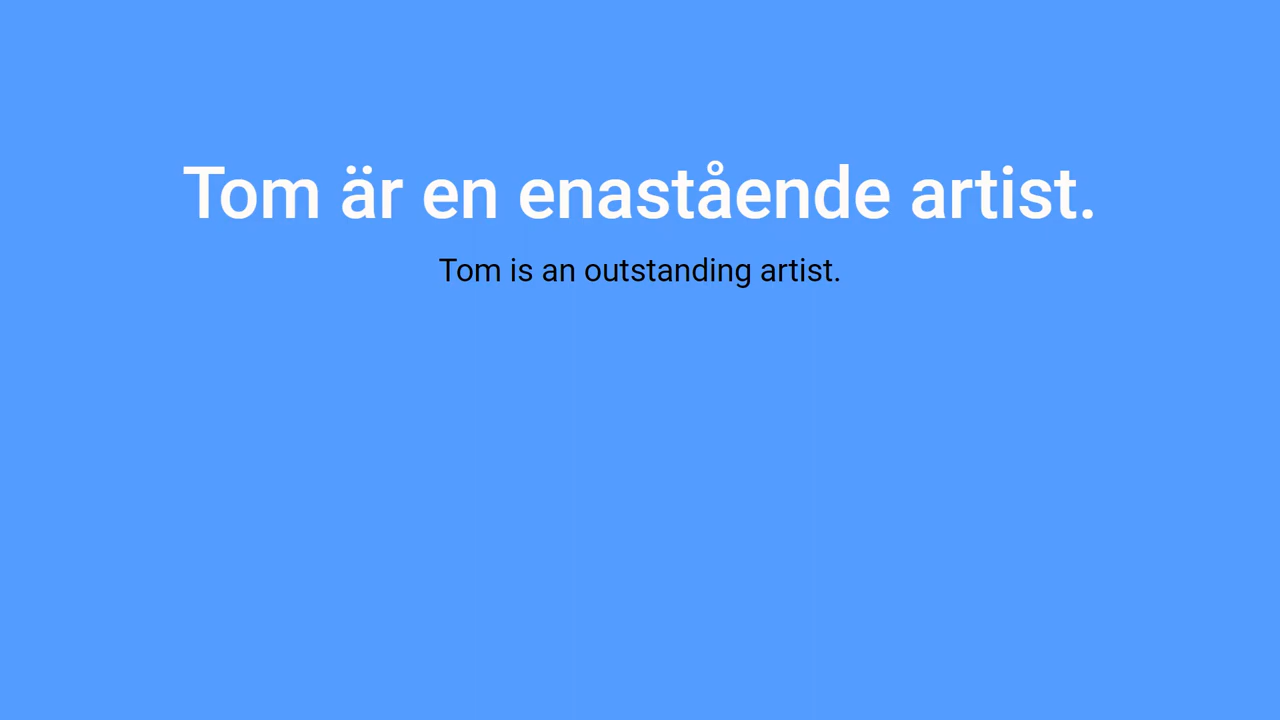 Tom är en enastående artist.
Tom is an outstanding artist.